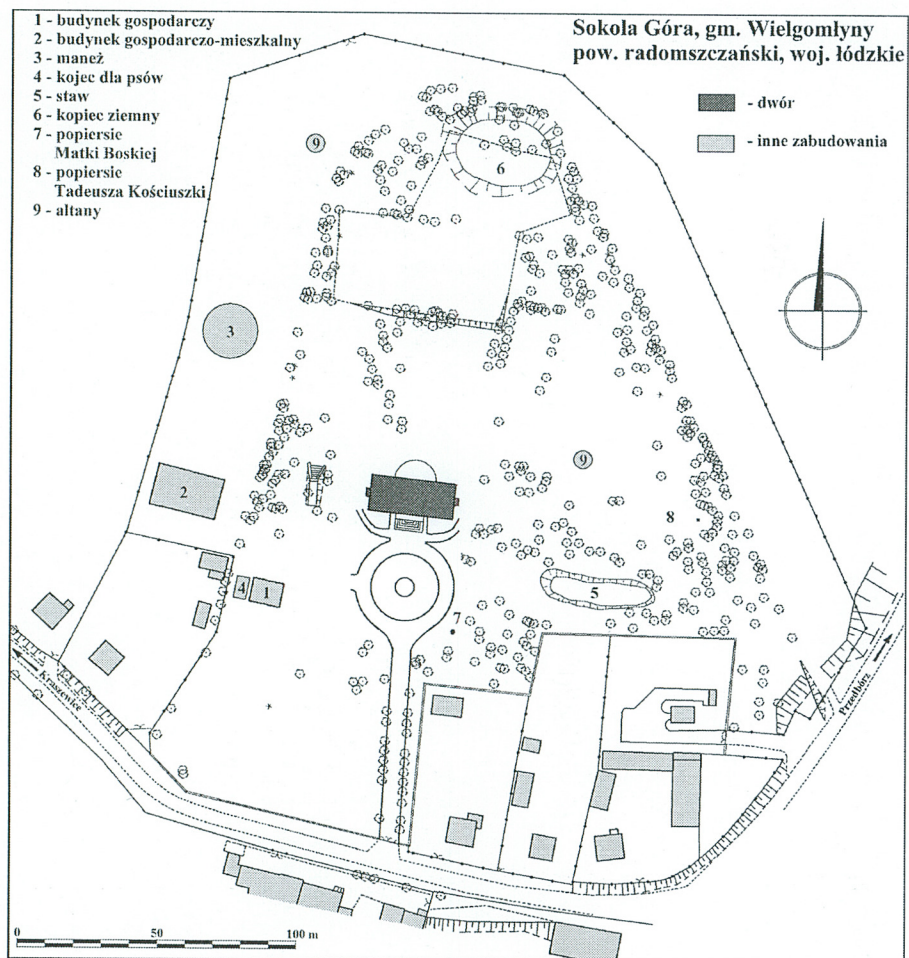 1 - budynek gospodarczy
2 - budynek gospodarczo-mieszkalny
3 - maneż
4 - kojec dla psów
5 - staw
6 - kopiec ziemny
7 - popiersie
Matki Boskiej
8 - popiersie
Tadeusza Kościuszki
9 - altany
Sokola Góra, gm. Wielgomłyny
pow. radomszczański, woj. łódzkie
- dwór
- inne zabudowania
9
6
3
9
2
8
4
1
5
7
Kraszewice
Przedbórz
0
50
100 m